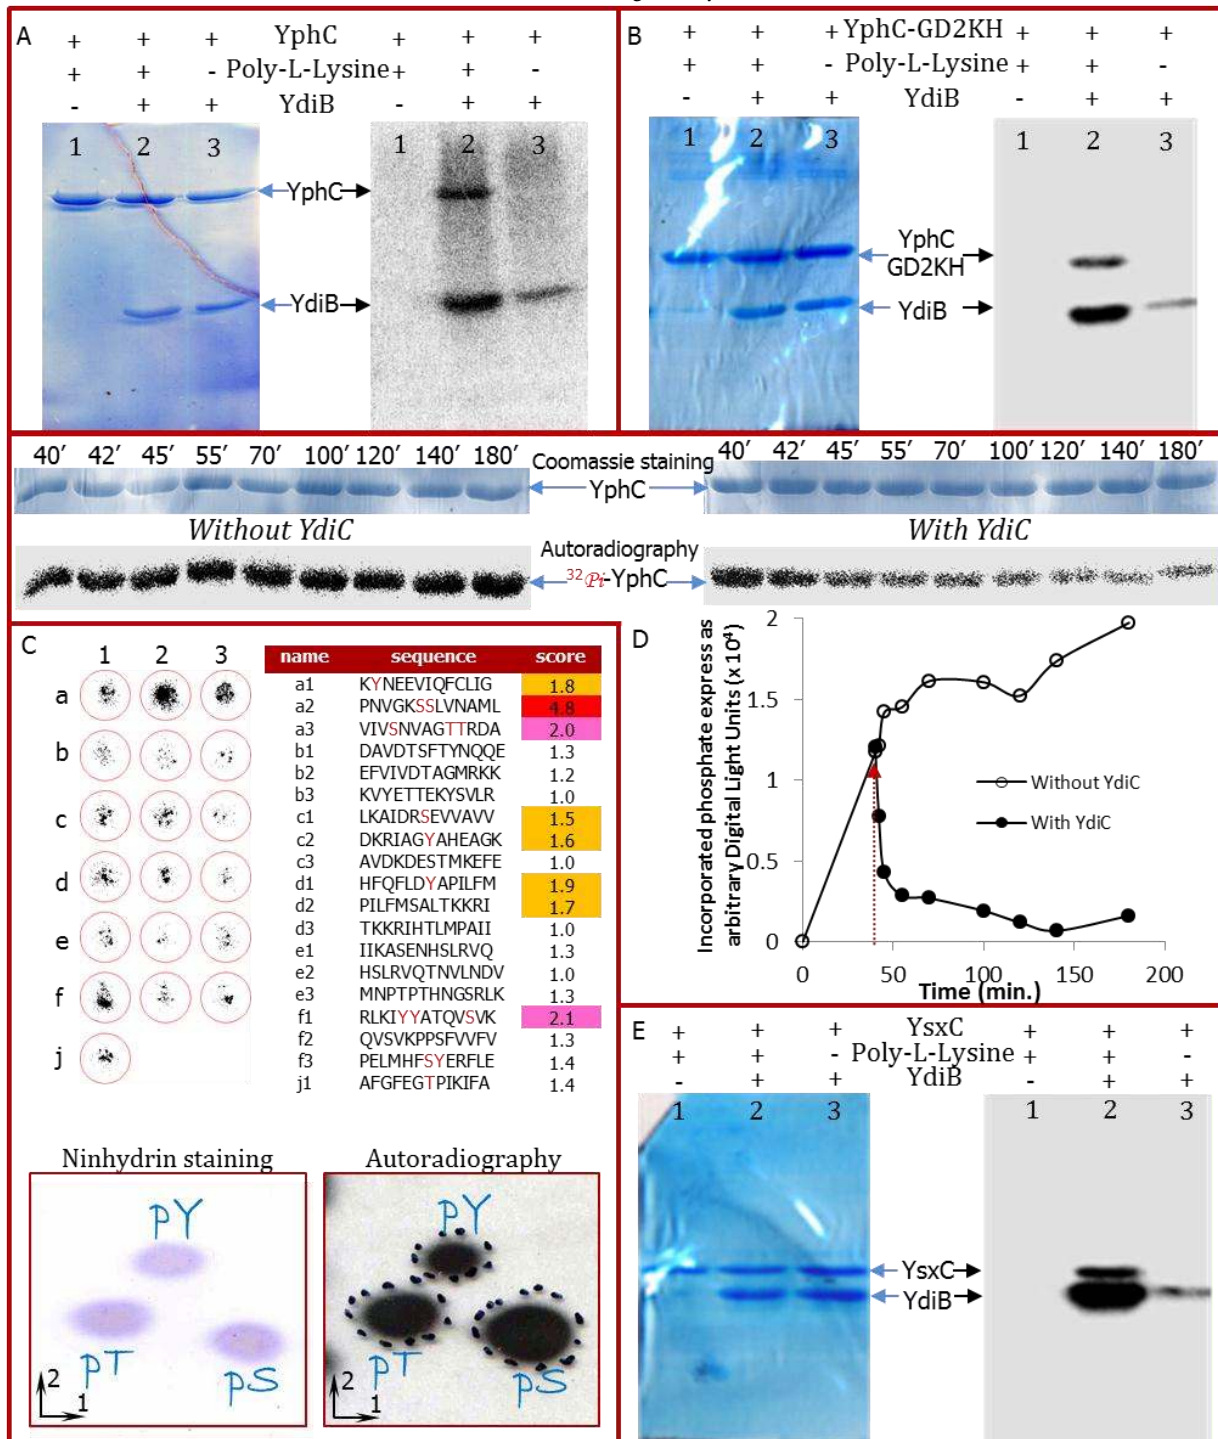 A
+ + + YphC + + +
+ + - Poly-L-Lysine + + -
- + + YdiB - + +
1 2 3
1 2 3
YphC
YdiB
B
+ + + YphC-GD2KH + + +
+ + - Poly-L-Lysine + + -
- + + YdiB - + +
1 2 3
1 2 3
YphC
GD2KH
YdiB
40′ 42′ 45′ 55′ 70′ 100′ 120′ 140′ 180′
Coomassie staining
YphC
40′ 42′ 45′ 55′ 70′ 100′ 120′ 140′ 180′
Without YdiC
With YdiC
Autoradiography
32Pi-YphC
C
1 2 3
a
b
c
d
e
f
j
name sequence score
a1 KYNEEVIQFCLIG 1.8
a2 PNVGKSSLVNAML 4.8
a3 VIVSNVAGTTRDA 2.0
b1 DAVDTSFTYNQQE 1.3
b2 EFVIVDTAGMRKK 1.2
b3 KVYETTEKYSVLR 1.0
c1 LKAIDRSEVVAVV 1.5
c2 DKRIAGYAHEAGK 1.6
c3 AVDKDESTMKEFE 1.0
d1 HFQFLDYAPILFM 1.9
d2 PILFMSALTKKRI 1.7
d3 TKKRIHTLMPAII 1.0
e1 IIKASENHSLRVQ 1.3
e2 HSLRVQTNVLNDV 1.0
e3 MNPTPTHNGSRLK 1.3
f1 RLKIYYATQVSVK 2.1
f2 QVSVKPPSFVVFV 1.3
f3 PELMHFSYERFLE 1.4
j1 AFGFEGTPIKIFA 1.4
Ninhydrin staining
pY
pT
pS
2
1
Autoradiography
pY
pT
pS
2
1
D
Incorporated phosphate express as
arbitrary Digital Light Units (x 10⁴)
2
1.5
1
0.5
0
Without YdiC
With YdiC
0 50 100 150 200
Time (min.)
E
+ + + YsxC + + +
+ + - Poly-L-Lysine + + -
- + + YdiB - + +
1 2 3
1 2 3
YsxC
YdiB